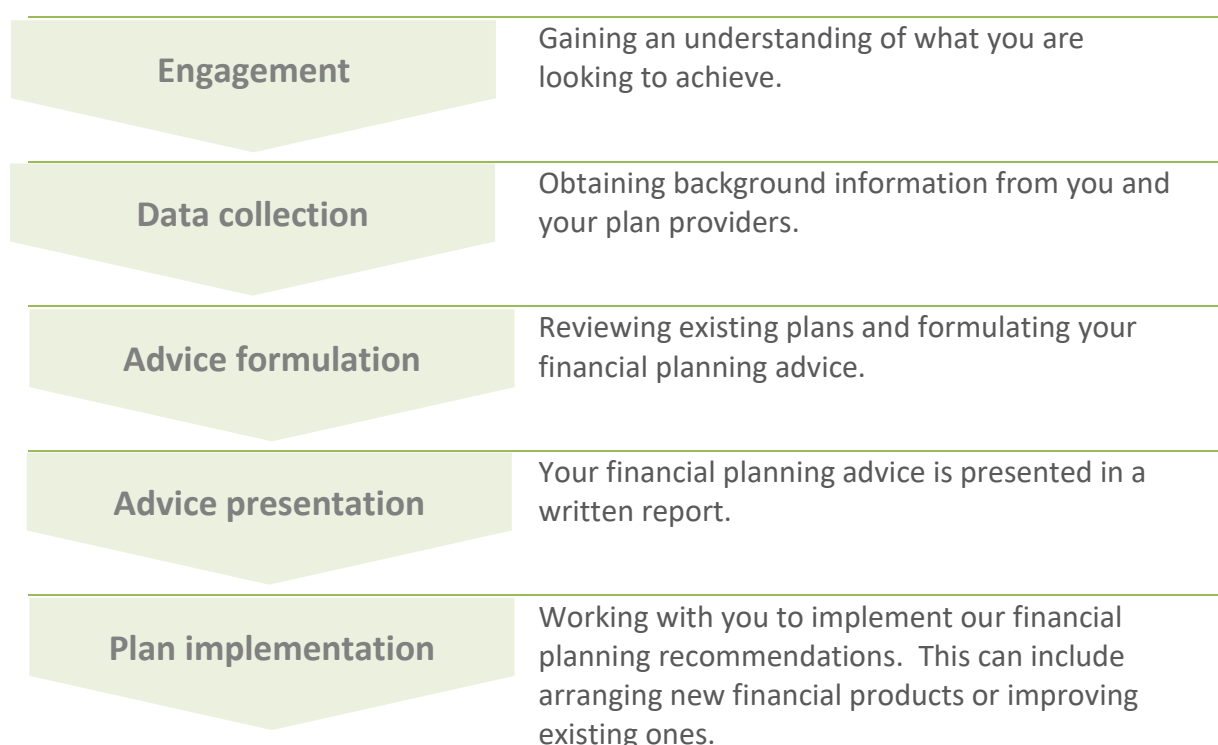 Engagement
Gaining an understanding of what you are
looking to achieve.
Data collection
Obtaining background information from you and
your plan providers.
Advice formulation
Reviewing existing plans and formulating your
financial planning advice.
Advice presentation
Your financial planning advice is presented in a
written report.
Plan implementation
Working with you to implement our financial
planning recommendations.  This can include
arranging new financial products or improving
existing ones.